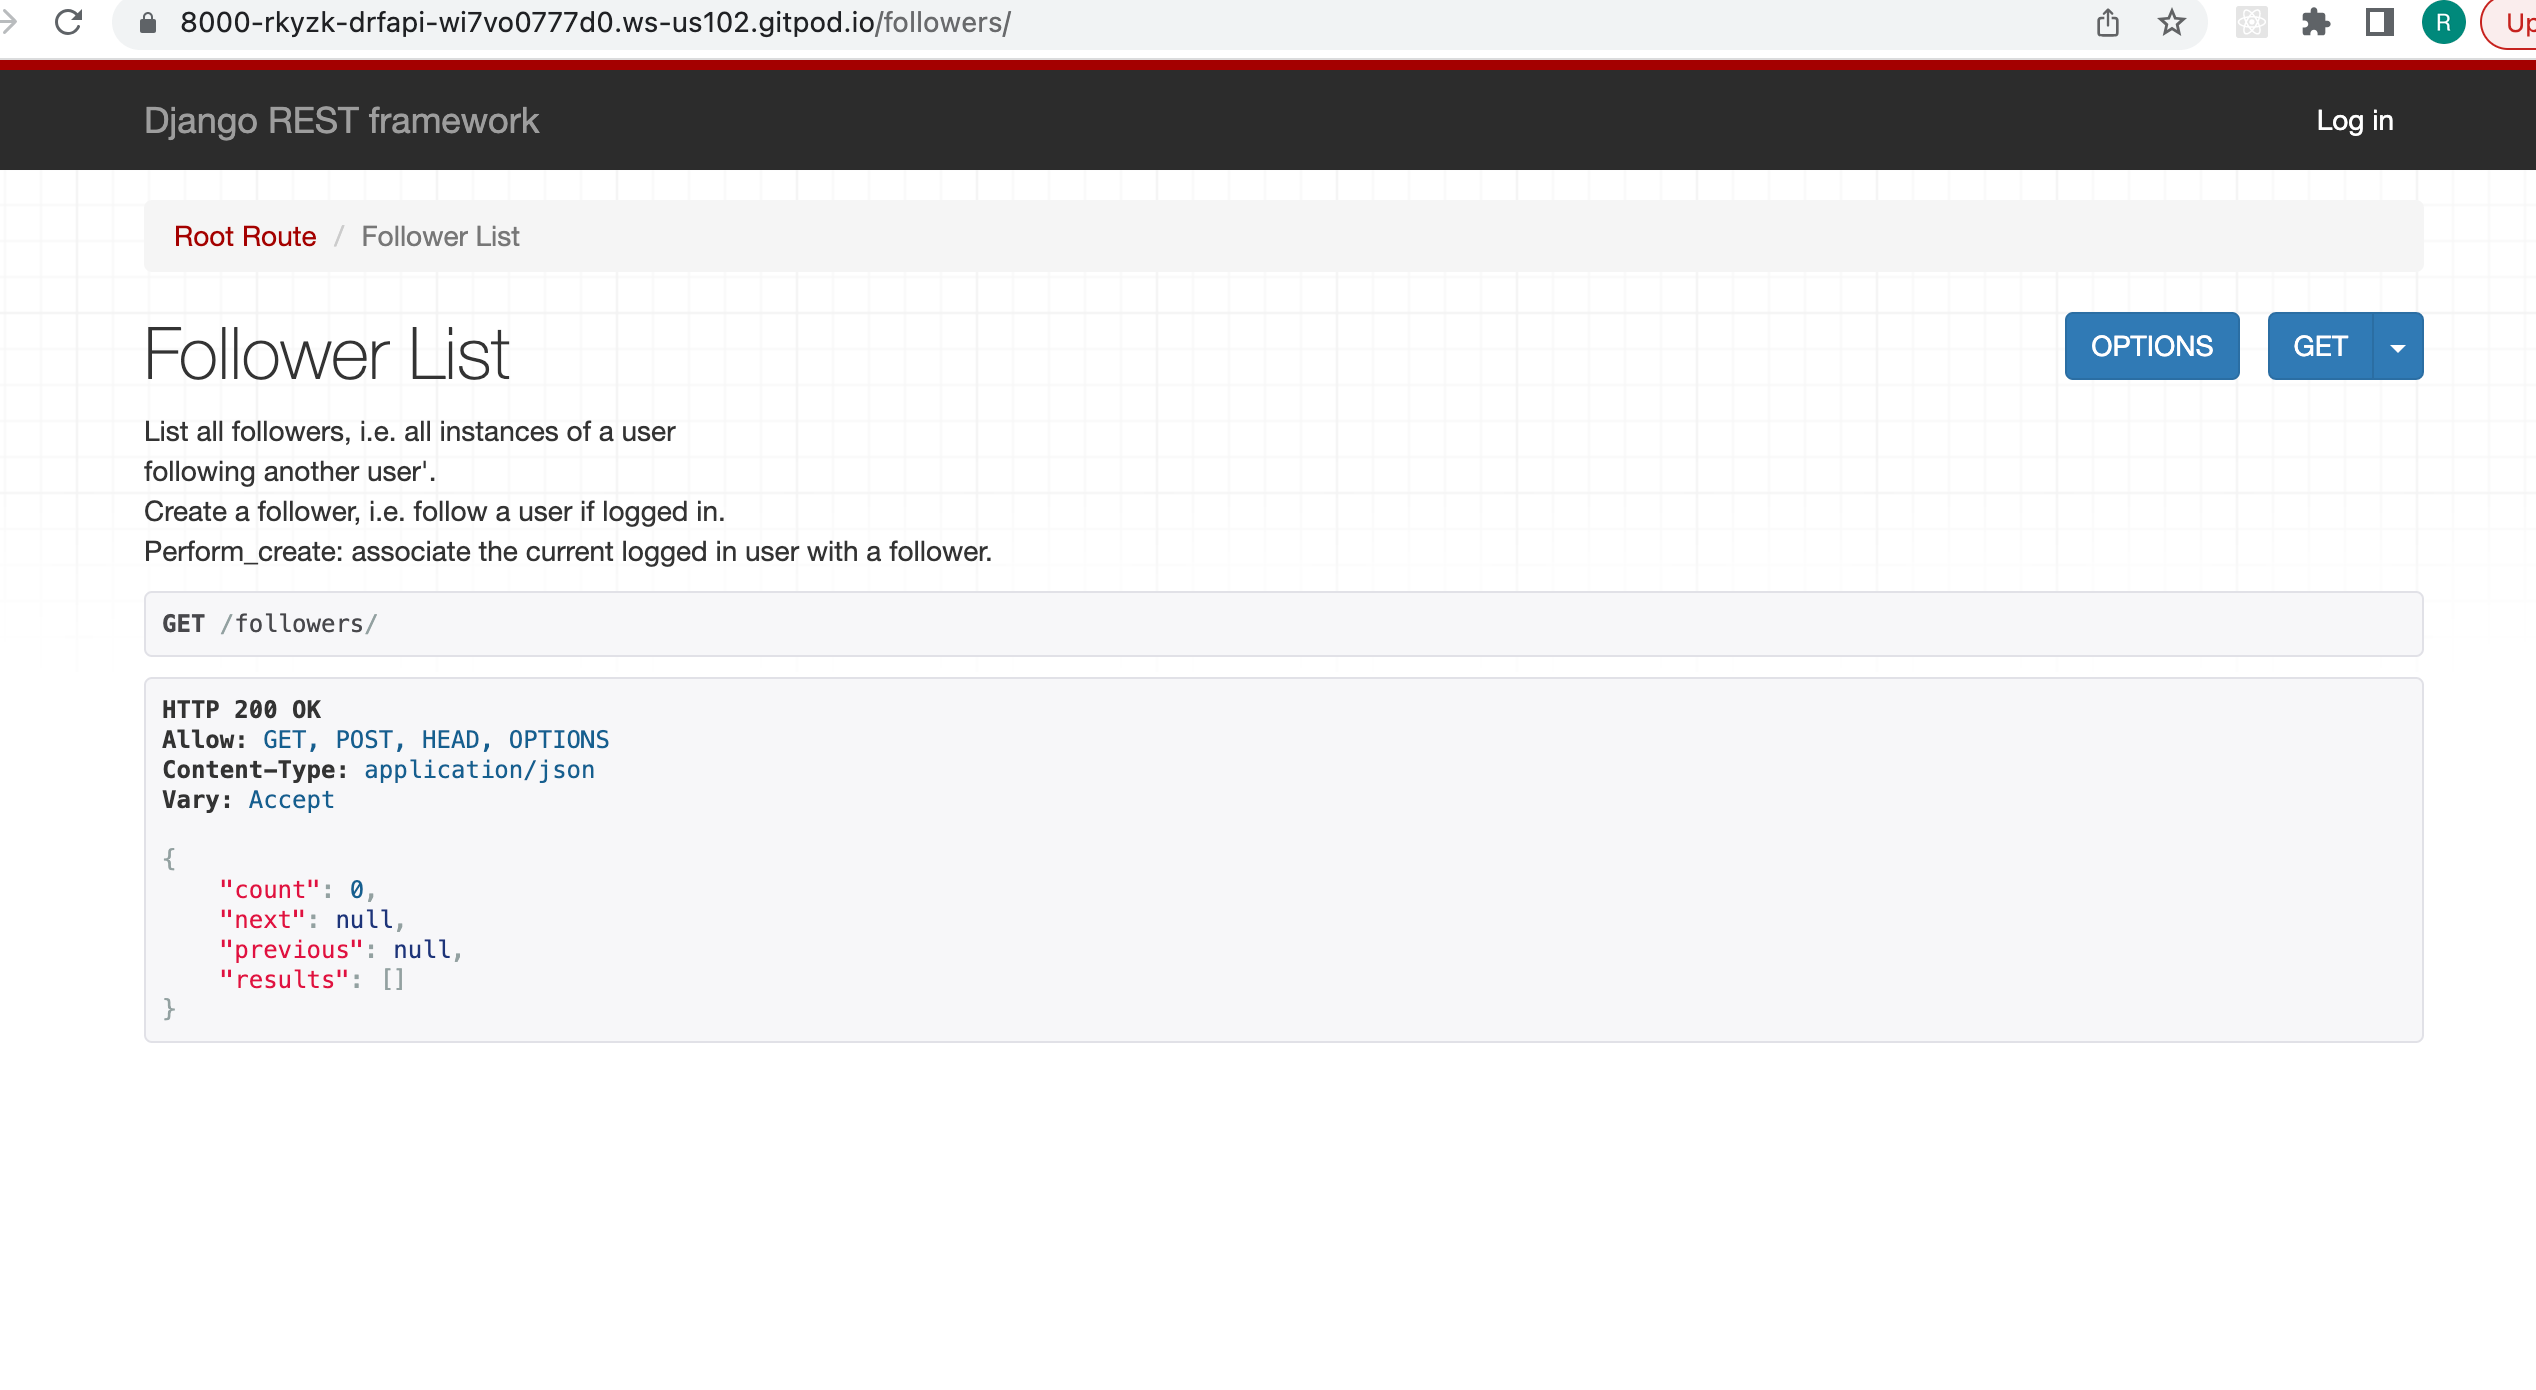 8000-rkyzk-drfapi-wi7vo0777d0.ws-us102.gitpod.io/followers/
R
Up
Django REST framework
Log in
Root Route / Follower List
Follower List
OPTIONS
GET
List all followers, i.e. all instances of a user
following another user'.
Create a follower, i.e. follow a user if logged in.
Perform_create: associate the current logged in user with a follower.
GET /followers/
HTTP 200 OK
Allow: GET, POST, HEAD, OPTIONS
Content-Type: application/json
Vary: Accept
{
    "count": 0,
    "next": null,
    "previous": null,
    "results": []
}